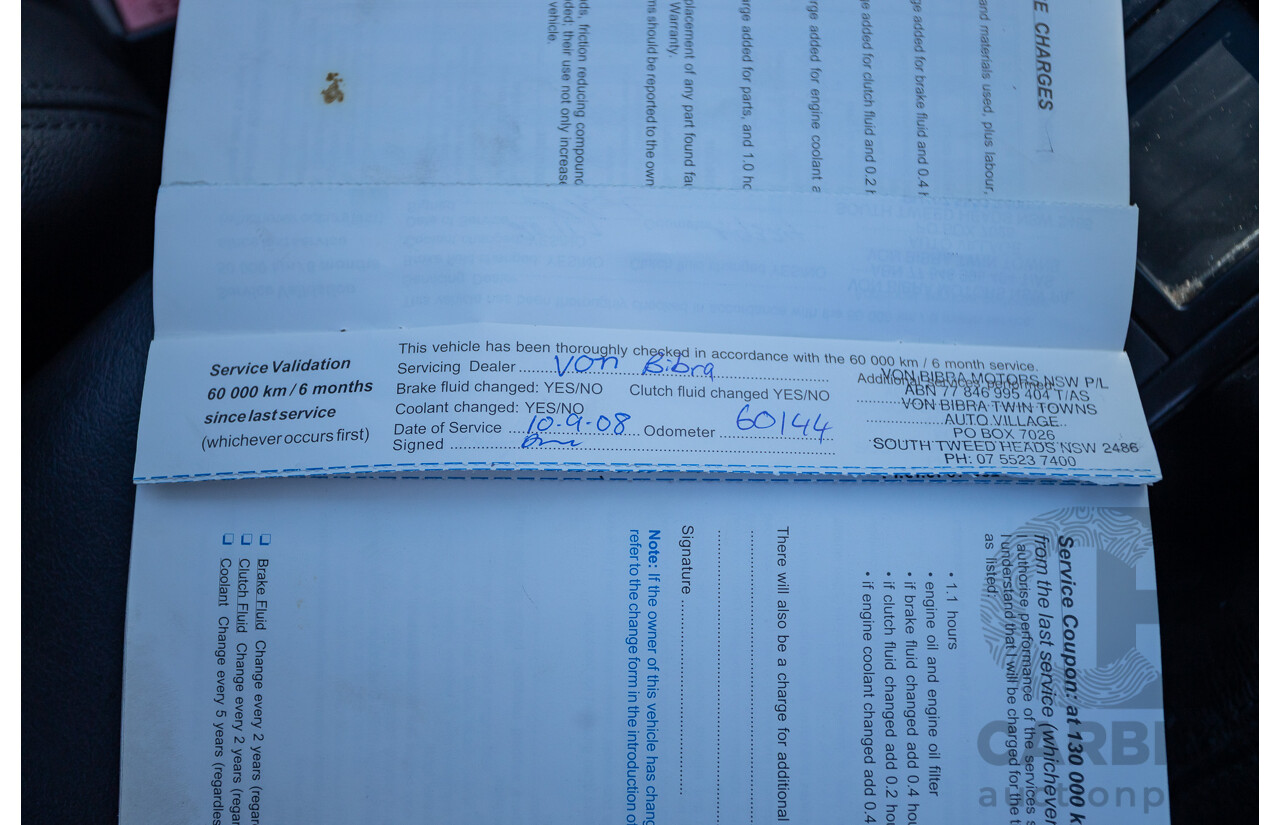 E CHARGES
and materials used, plus labour,
ge added for brake fluid and 0.4 h
e added for clutch fluid and 0.2 h
rge added for engine coolant a
rge added for parts, and 1.0 ho
placement of any part found fau
Warranty.
ms should be reported to the own
ds, friction reducing compound
ded; their use not only increase
vehicle.
Service Validation
60 000 km / 6 months
since last service
(whichever occurs first)
This vehicle has been thoroughly checked in accordance with the 60 000 km / 6 month service.
Servicing Dealer Von Bibra
Brake fluid changed: YES/NO Clutch fluid changed YES/NO
Coolant changed: YES/NO
Date of Service 10-9-08 Odometer 60144
Signed
Additional
VON BIBRA MOTORS NSW P/L
ABN 77 846 995 404 T/AS
VON BIBRA TWIN TOWNS
AUTO VILLAGE
PO BOX 7026
SOUTH TWEED HEADS NSW 2486
PH: 07 5523 7400
Service Coupon: at 130 000 k
from the last service (whichever
I authorise performance of the services s
I understand that I will be charged for the t
as listed:
• 1.1 hours
• engine oil and engine oil filter
• if brake fluid changed add 0.4 hou
• if clutch fluid changed add 0.2 hou
• if engine coolant changed add 0.4
There will also be a charge for additional
Signature
Note: If the owner of this vehicle has chang
refer to the change form in the introduction of
❑ Brake Fluid Change every 2 years (regar
❑ Clutch Fluid Change every 2 years (regar
❑ Coolant Change every 5 years (regardles
CARBI
auctionp